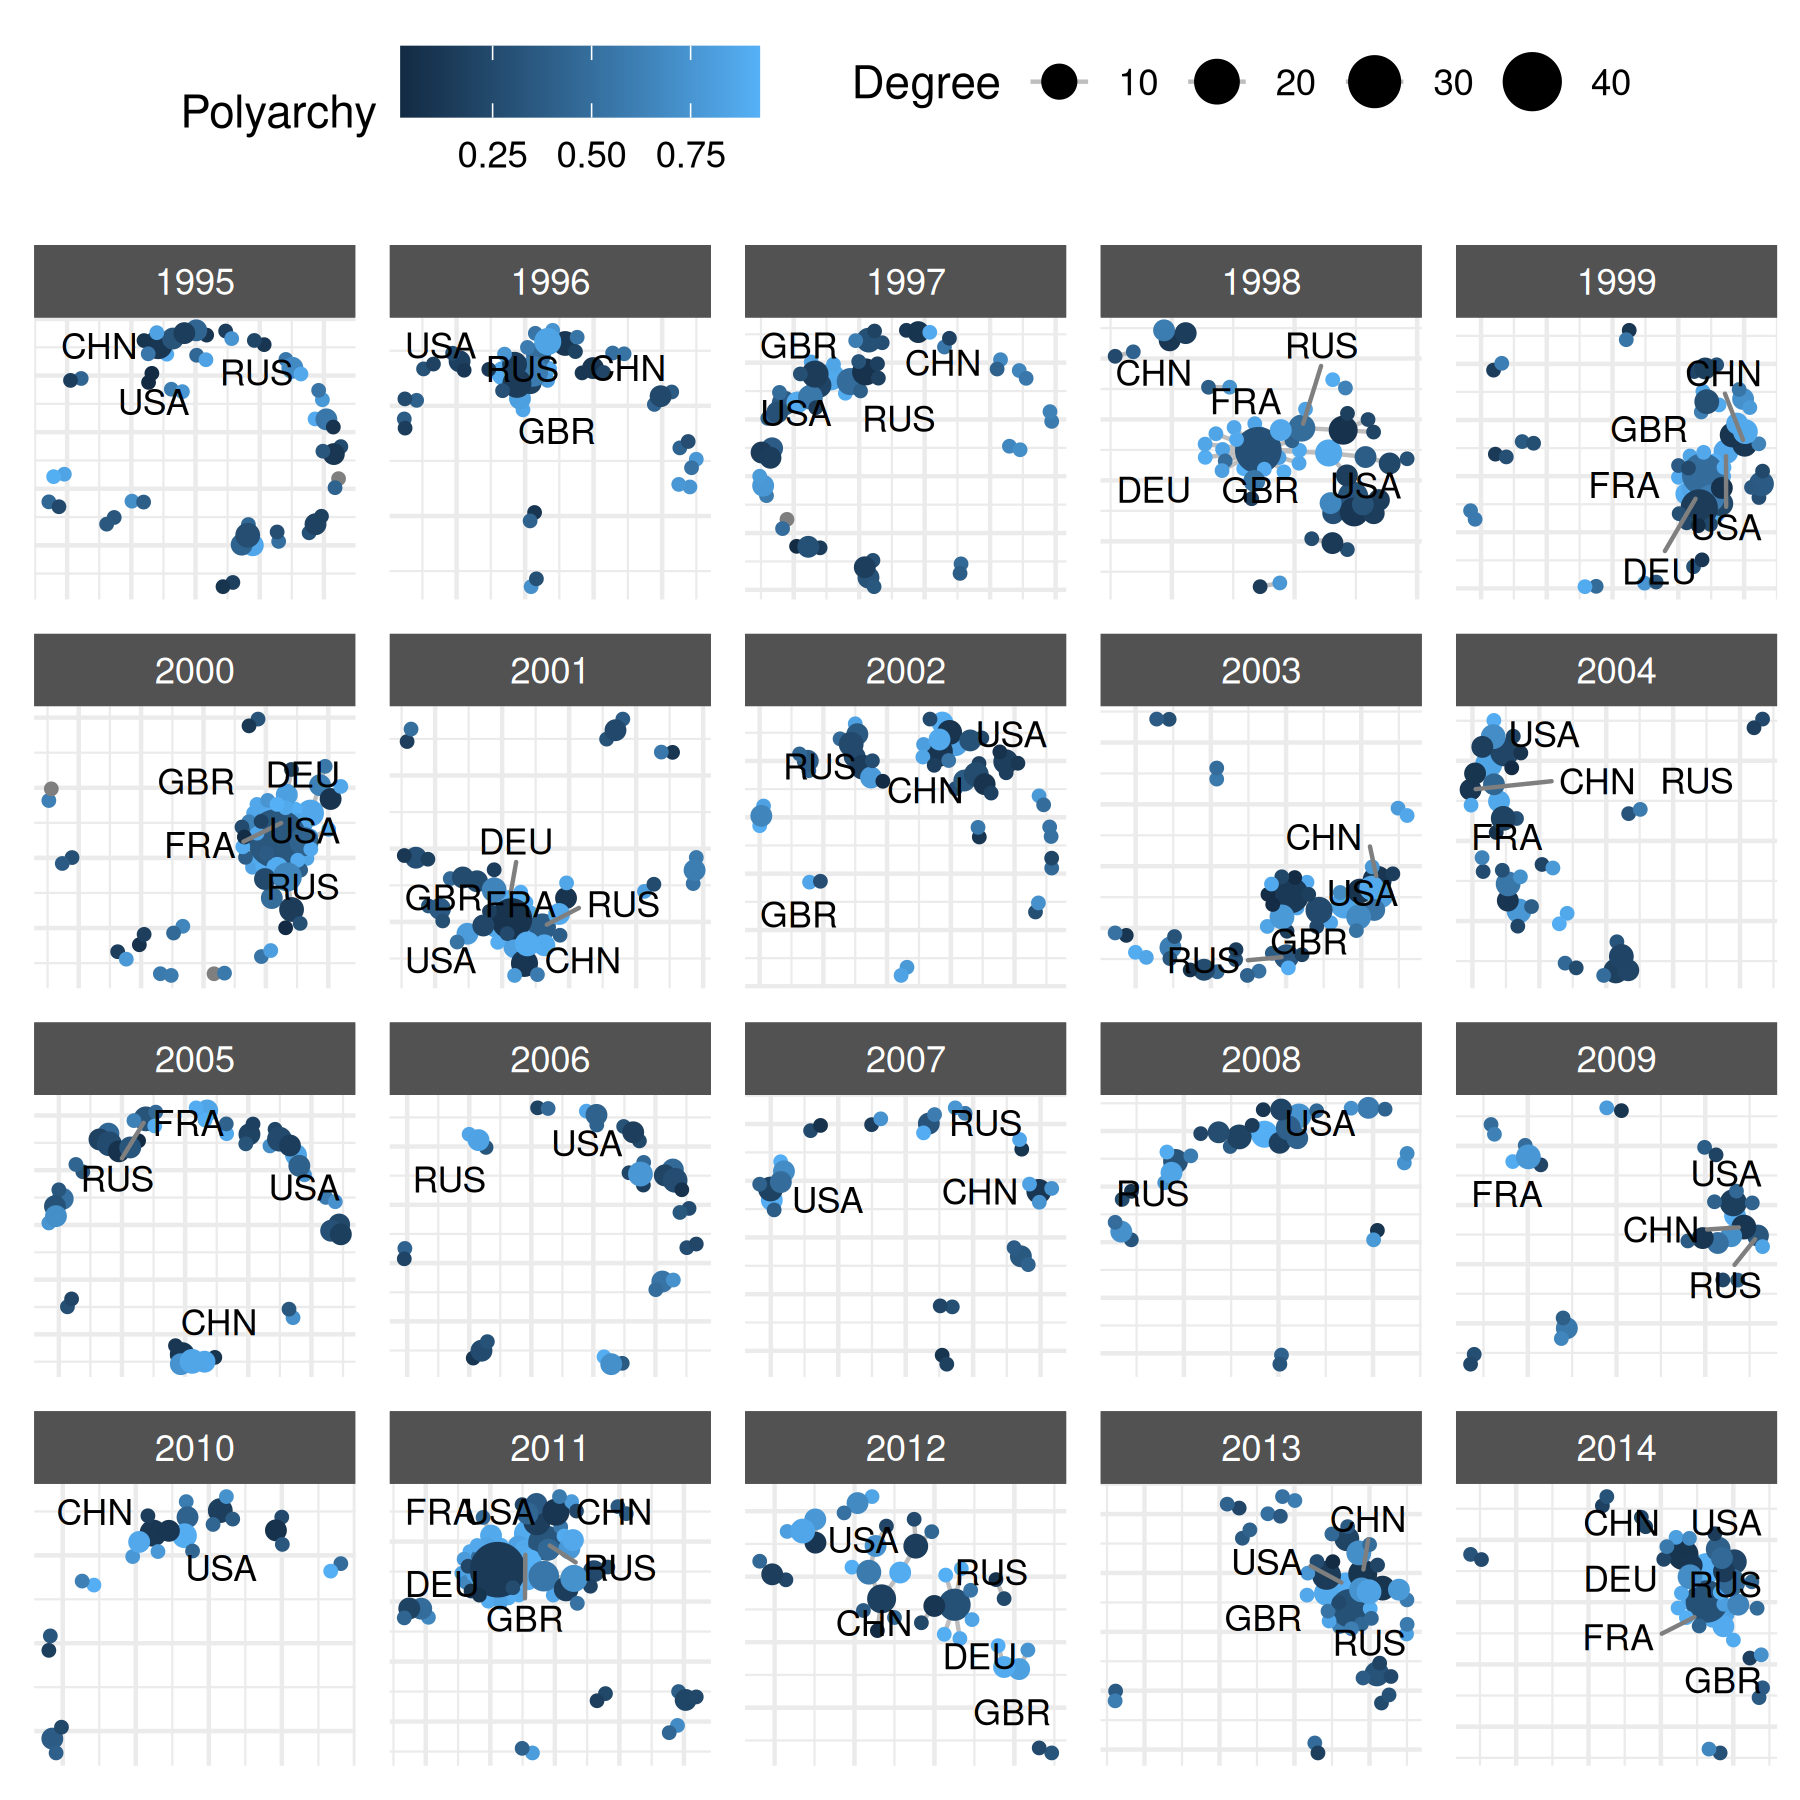 Polyarchy
0.25 0.50 0.75
Degree 10 20 30 40
1995 1996 1997 1998 1999
CHN RUS USA
USA RUS CHN GBR
GBR CHN USA RUS
RUS CHN FRA DEU GBR USA
CHN GBR FRA USA DEU
2000 2001 2002 2003 2004
GBR DEU USA FRA RUS
DEU GBR FRA RUS USA CHN
USA RUS CHN GBR
CHN USA GBR RUS
USA CHN RUS FRA
2005 2006 2007 2008 2009
FRA RUS USA CHN
USA RUS
RUS CHN USA
USA RUS
USA FRA CHN RUS
2010 2011 2012 2013 2014
CHN USA
FRA USA CHN RUS DEU GBR
USA RUS CHN DEU GBR
CHN USA GBR RUS
CHN USA DEU RUS FRA GBR